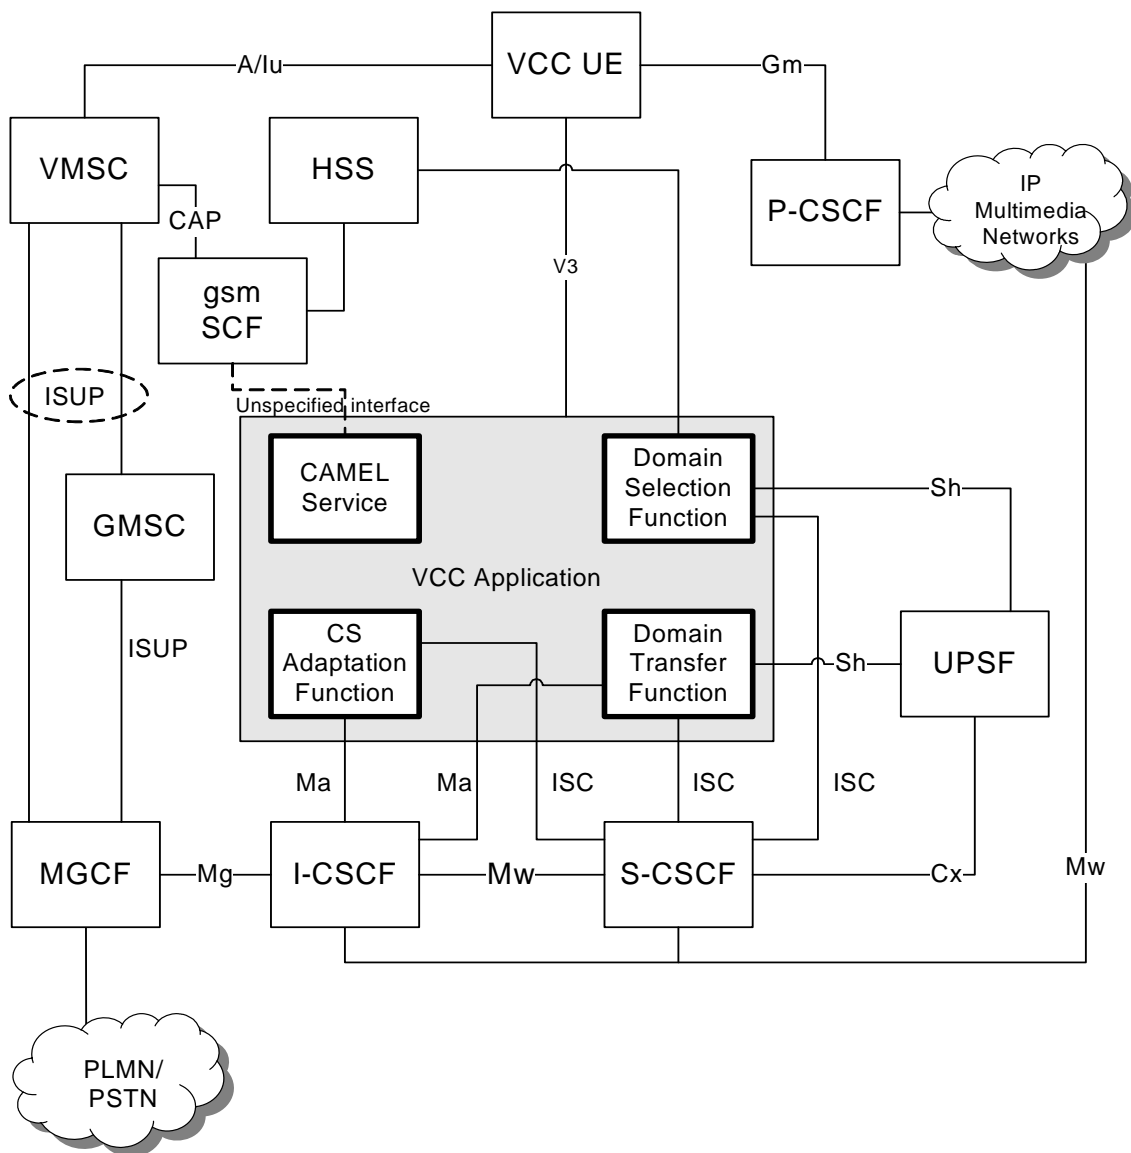 VCC UE
A/Iu
Gm
VMSC
HSS
P-CSCF
IP
Multimedia
Networks
CAP
V3
gsm
SCF
ISUP
Unspecified interface
CAMEL
Service
Domain
Selection
Function
Sh
GMSC
VCC Application
ISUP
CS
Adaptation
Function
Domain
Transfer
Function
Sh
UPSF
Ma
Ma
ISC
ISC
ISC
MGCF
Mg
I-CSCF
Mw
S-CSCF
Cx
Mw
PLMN/
PSTN